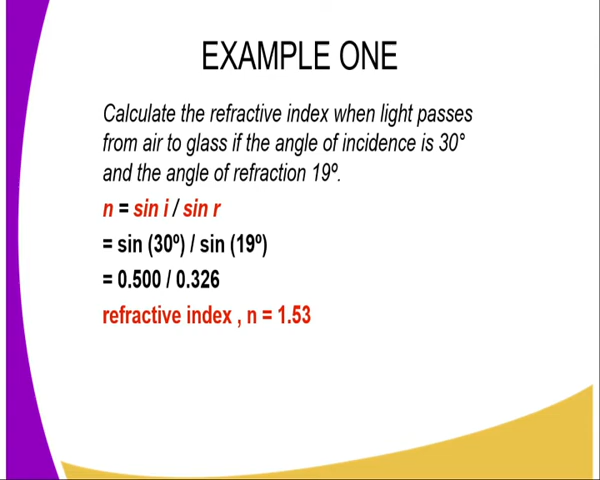 EXAMPLE ONE
Calculate the refractive index when light passes
from air to glass if the angle of incidence is 30°
and the angle of refraction 19º.
n = sin i / sin r
= sin (30º) / sin (19º)
= 0.500 / 0.326
refractive index , n = 1.53